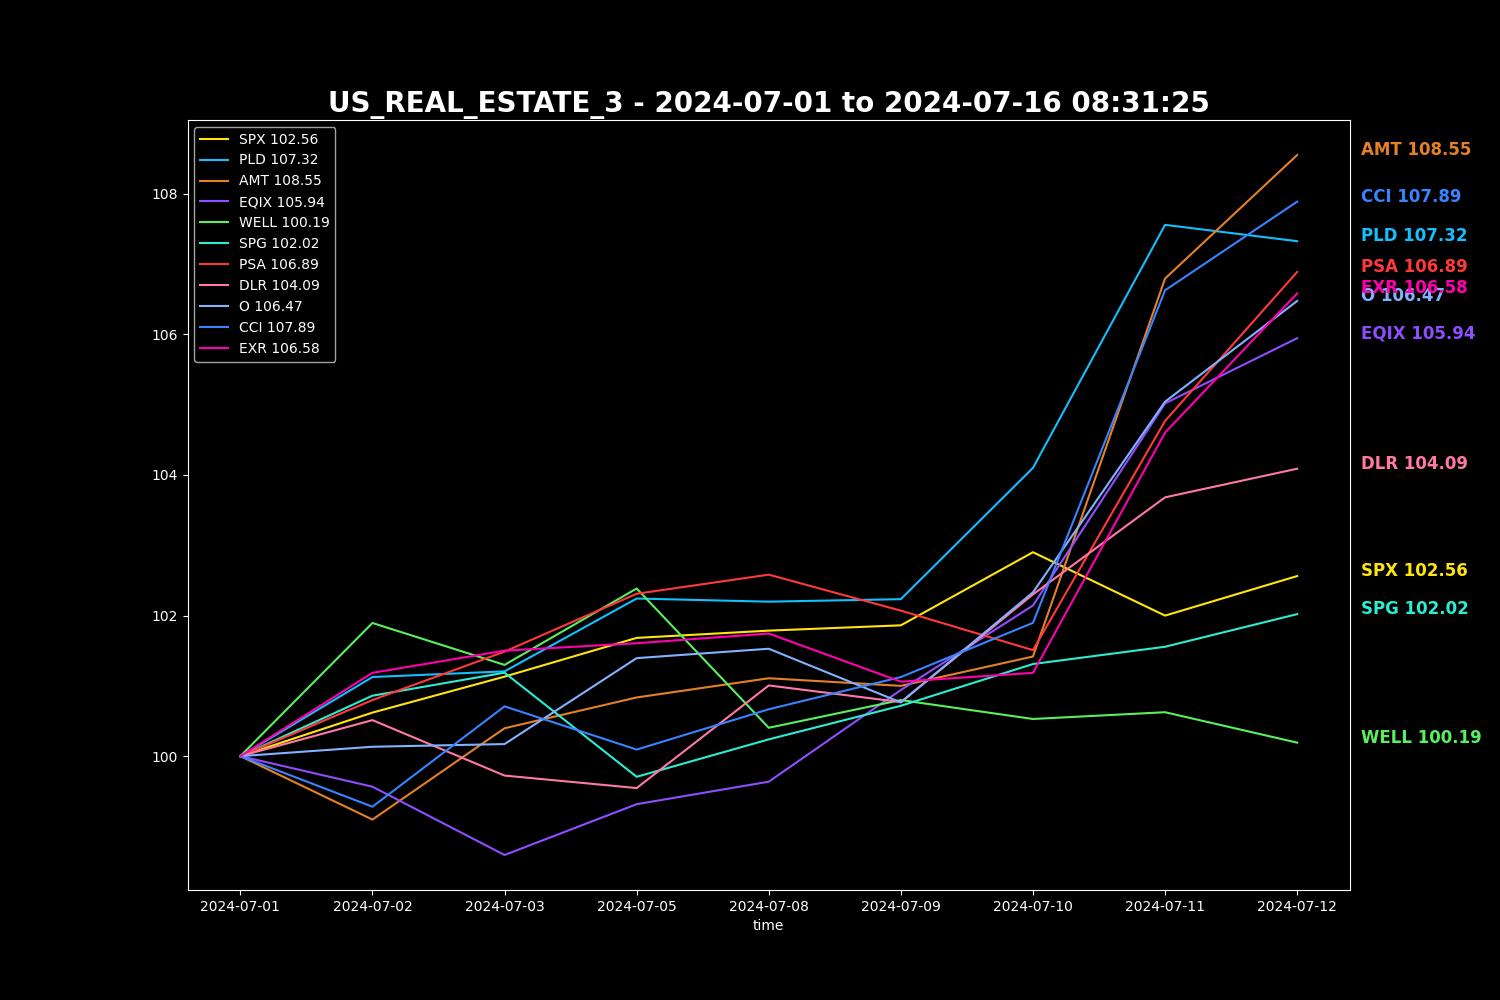 US_REAL_ESTATE_3 - 2024-07-01 to 2024-07-16 08:31:25
SPX 102.56
PLD 107.32
AMT 108.55
EQIX 105.94
WELL 100.19
SPG 102.02
PSA 106.89
DLR 104.09
O 106.47
CCI 107.89
EXR 106.58
108
106
104
102
100
AMT 108.55
CCI 107.89
PLD 107.32
PSA 106.89
EXR 106.58
O 106.47
EQIX 105.94
DLR 104.09
SPX 102.56
SPG 102.02
WELL 100.19
2024-07-01 2024-07-02 2024-07-03 2024-07-05 2024-07-08 2024-07-09 2024-07-10 2024-07-11 2024-07-12
time